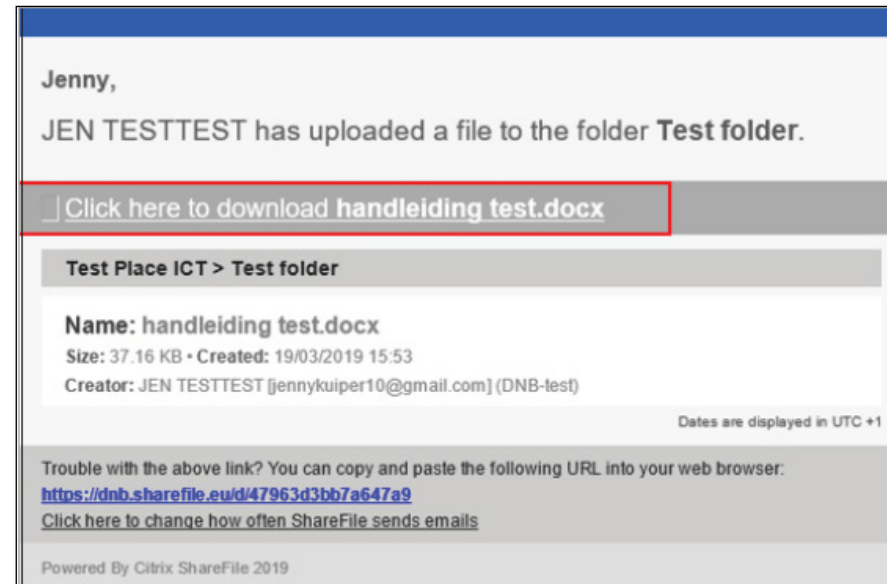 Jenny,
JEN TESTTEST has uploaded a file to the folder Test folder.
Click here to download handleiding test.docx
Test Place ICT > Test folder
Name: handleiding test.docx
Size: 37.16 KB • Created: 19/03/2019 15:53
Creator: JEN TESTTEST [jennykuiper10@gmail.com] (DNB-test)
Dates are displayed in UTC +1
Trouble with the above link? You can copy and paste the following URL into your web browser:
https://dnb.sharefile.eu/d/47963d3bb7a647a9
Click here to change how often ShareFile sends emails
Powered By Citrix ShareFile 2019